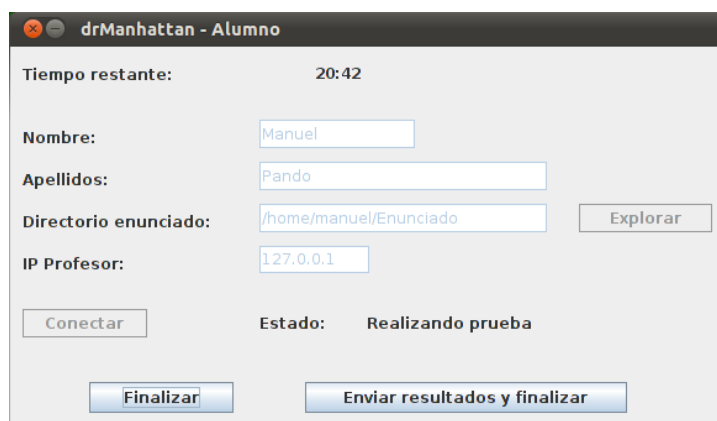 drManhattan - Alumno
Tiempo restante: 20:42
Nombre: Manuel
Apellidos: Pando
Directorio enunciado: /home/manuel/Enunciado Explorar
IP Profesor: 127.0.0.1
Conectar Estado: Realizando prueba
Finalizar Enviar resultados y finalizar